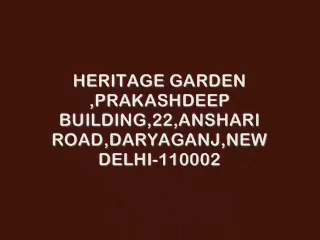 HERITAGE GARDEN
,PRAKASHDEEP
BUILDING,22,ANSHARI
ROAD,DARYAGANJ,NEW
DELHI-110002